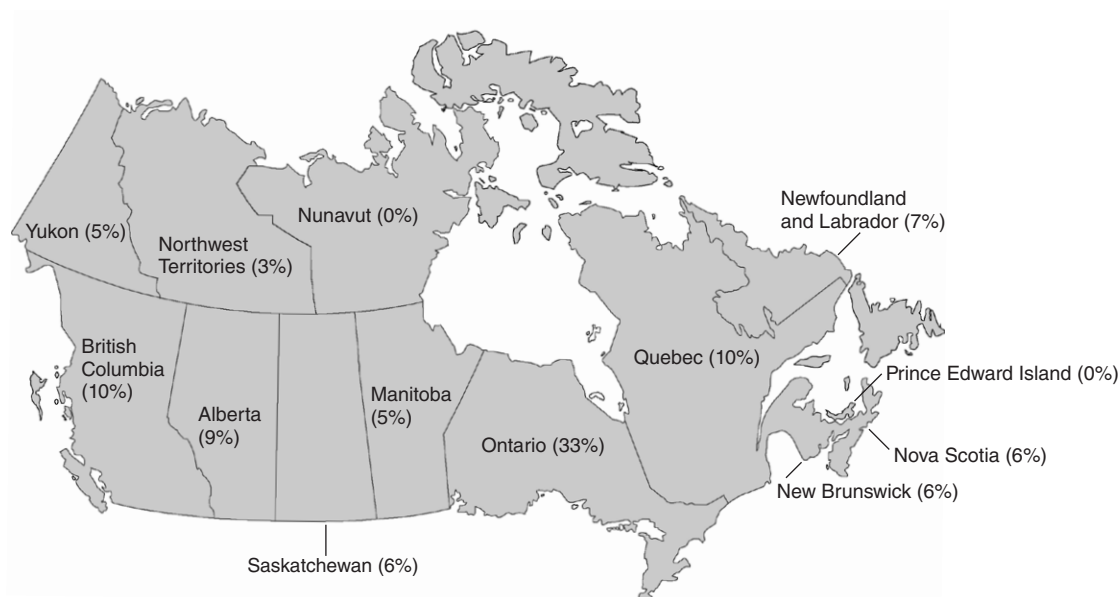 Newfoundland
and Labrador (7%)
Nunavut (0%)
Yukon (5%)
Northwest
Territories (3%)
British
Columbia
(10%)
Quebec (10%)
Prince Edward Island (0%)
Manitoba
(5%)
Alberta
(9%)
Ontario (33%)
Nova Scotia (6%)
New Brunswick (6%)
Saskatchewan (6%)